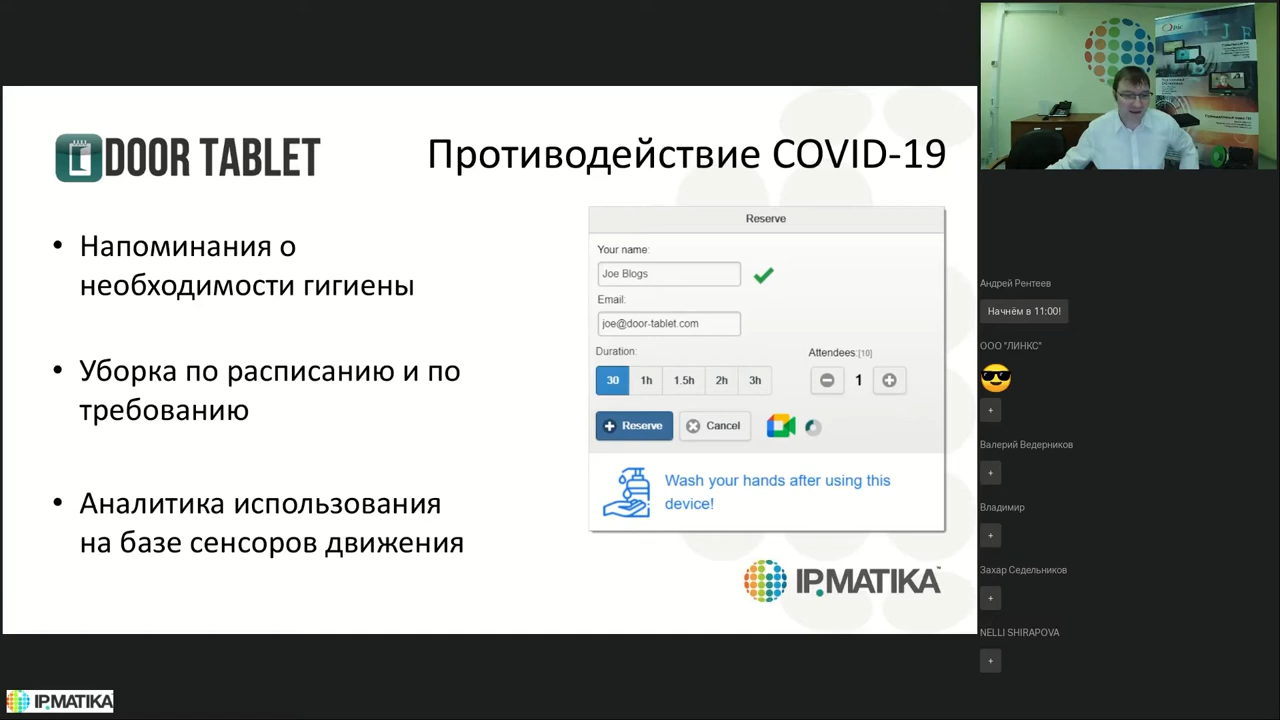 DOOR TABLET
Противодействие COVID-19
• Напоминания о
необходимости гигиены
• Уборка по расписанию и по
требованию
• Аналитика использования
на базе сенсоров движения
Reserve
Your name:
Joe Blogs
Email:
joe@door-tablet.com
Duration:
Attendees:[10]
30 1h 1.5h 2h 3h
1
Reserve Cancel
Wash your hands after using this
device!
IP.MATIKA™
IP.MATIKA
Qbic
Андрей Рентеев
Начнём в 11:00!
ООО "ЛИНКС"
+
Валерий Ведерников
+
Владимир
+
Захар Седельников
+
NELLI SHIRAPOVA
+